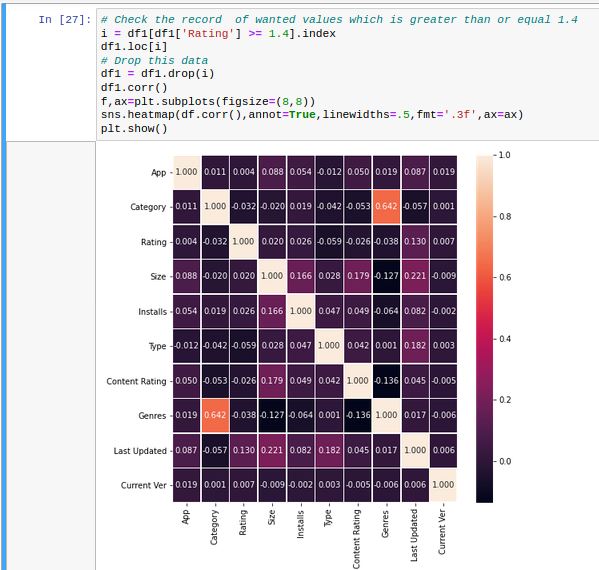 In [27]: # Check the record  of wanted values which is greater than or equal 1.4
i = df1[df1['Rating'] >= 1.4].index
df1.loc[i]
# Drop this data
df1 = df1.drop(i)
df1.corr()
f,ax=plt.subplots(figsize=(8,8))
sns.heatmap(df.corr(),annot=True,linewidths=.5,fmt='.3f',ax=ax)
plt.show()
App 1.000 0.011 0.004 0.088 0.054 -0.012 0.050 0.019 0.087 0.019
Category 0.011 1.000 -0.032 -0.020 0.019 -0.042 -0.053 0.642 -0.057 0.001
Rating 0.004 -0.032 1.000 0.020 0.026 -0.059 -0.026 -0.038 0.130 0.007
Size 0.088 -0.020 0.020 1.000 0.166 0.028 0.179 -0.127 0.221 -0.009
Installs 0.054 0.019 0.026 0.166 1.000 0.047 0.049 -0.064 0.082 -0.002
Type -0.012 -0.042 -0.059 0.028 0.047 1.000 0.042 0.001 0.182 0.003
Content Rating 0.050 -0.053 -0.026 0.179 0.049 0.042 1.000 -0.136 0.045 -0.005
Genres 0.019 0.642 -0.038 -0.127 -0.064 0.001 -0.136 1.000 0.017 -0.006
Last Updated 0.087 -0.057 0.130 0.221 0.082 0.182 0.045 0.017 1.000 0.006
Current Ver 0.019 0.001 0.007 -0.009 -0.002 0.003 -0.005 -0.006 0.006 1.000
App Category Rating Size Installs Type Content Rating Genres Last Updated Current Ver
1.0
0.8
0.6
0.4
0.2
0.0